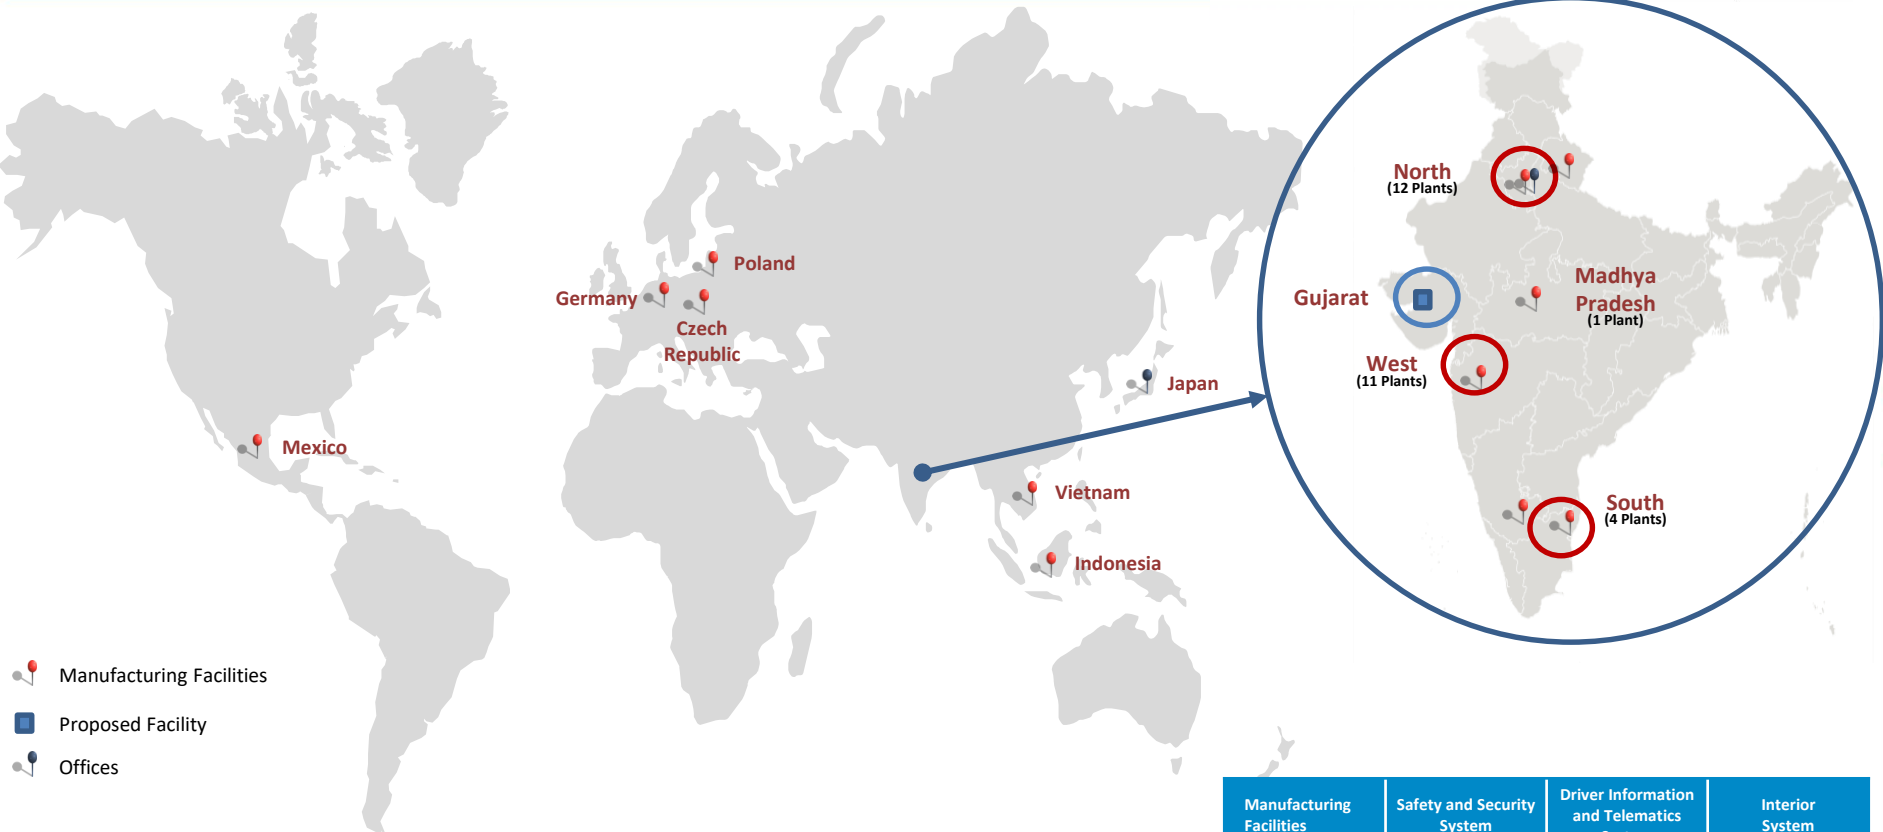 North
(12 Plants)
Madhya
Pradesh
(1 Plant)
Gujarat
West
(11 Plants)
South
(4 Plants)
Poland
Germany
Czech
Republic
Japan
Mexico
Vietnam
Indonesia
Manufacturing Facilities
Proposed Facility
Offices
Manufacturing
Facilities
Safety and Security
System
Driver Information
and Telematics
Interior
System